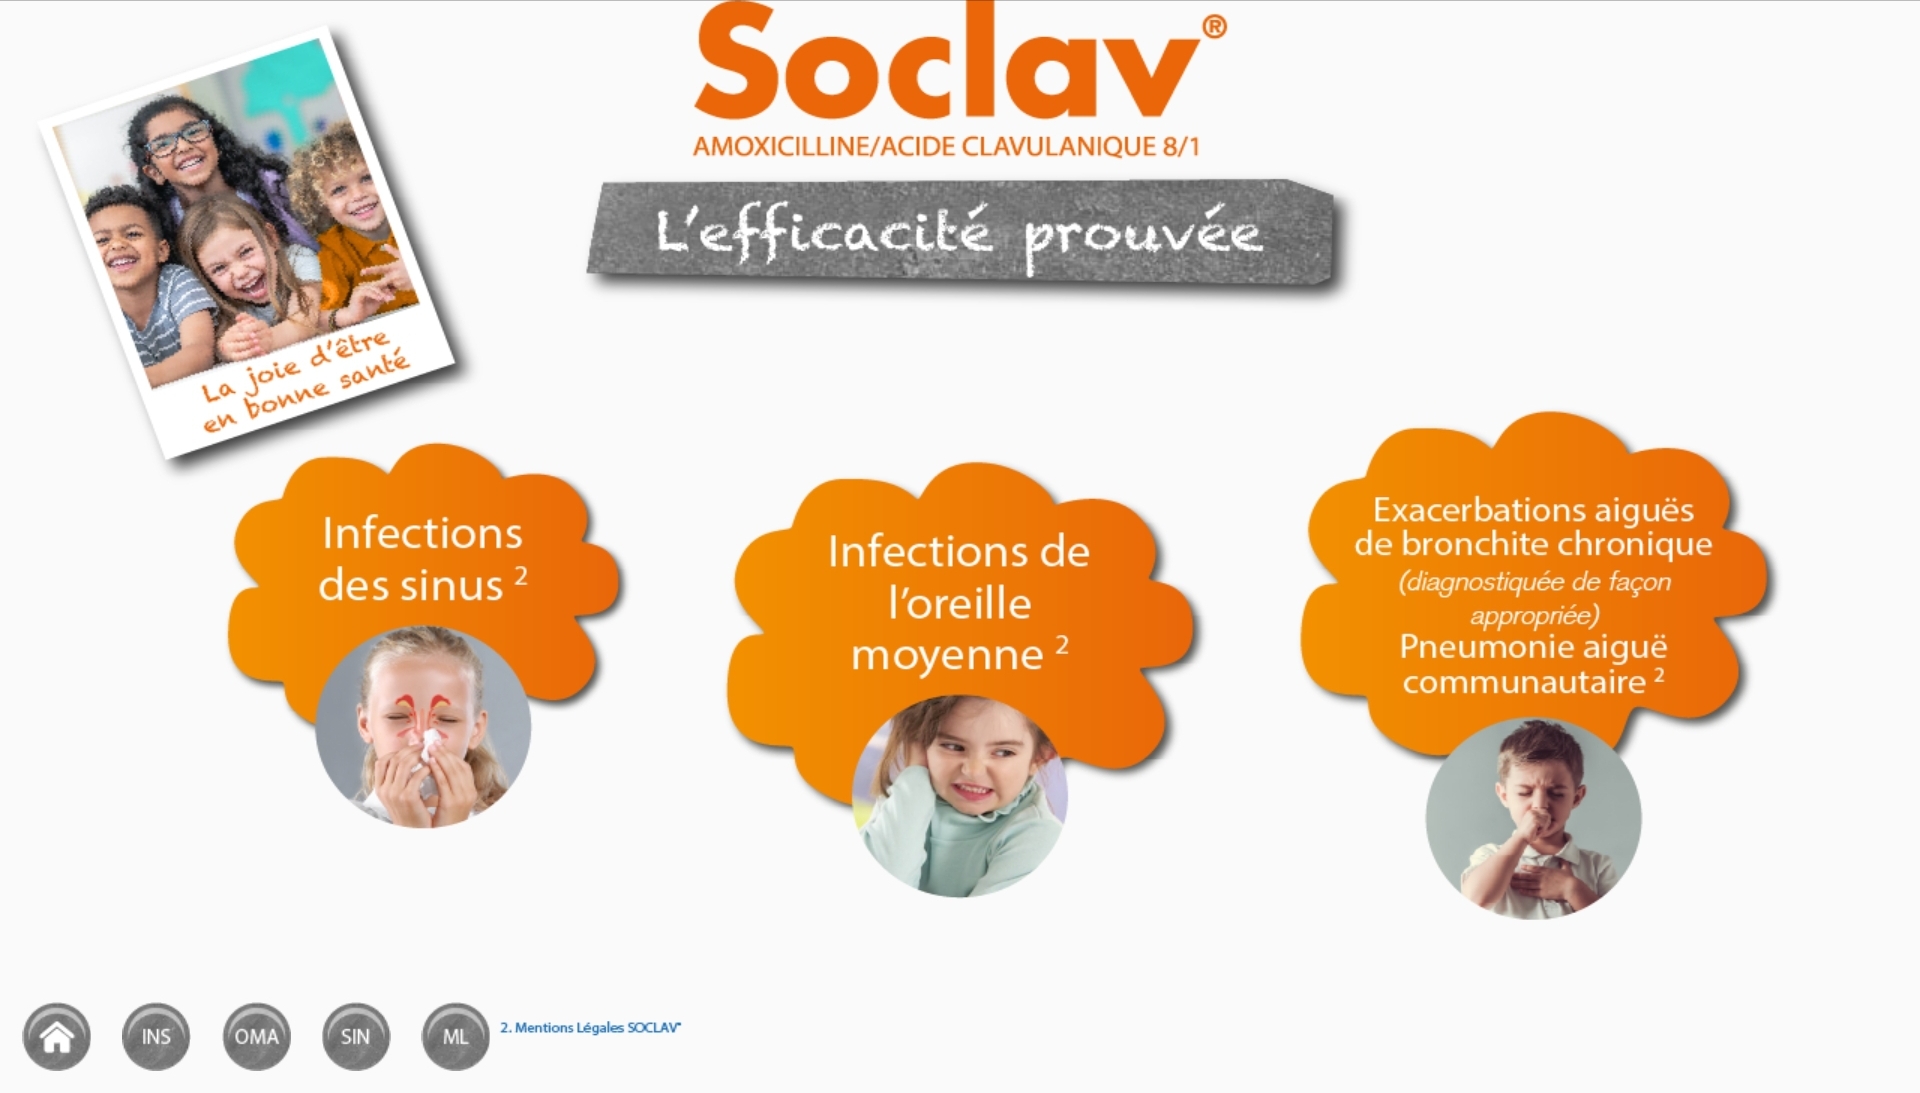 Soclav®
AMOXICILLINE/ACIDE CLAVULANIQUE 8/1
L'efficacité prouvée
La joie d'être
en bonne santé
Infections
des sinus 2
Infections de
l'oreille
moyenne 2
Exacerbations aiguës
de bronchite chronique
(diagnostiquée de façon
appropriée)
Pneumonie aiguë
communautaire 2
INS
OMA
SIN
ML
2. Mentions Légales SOCLAV®